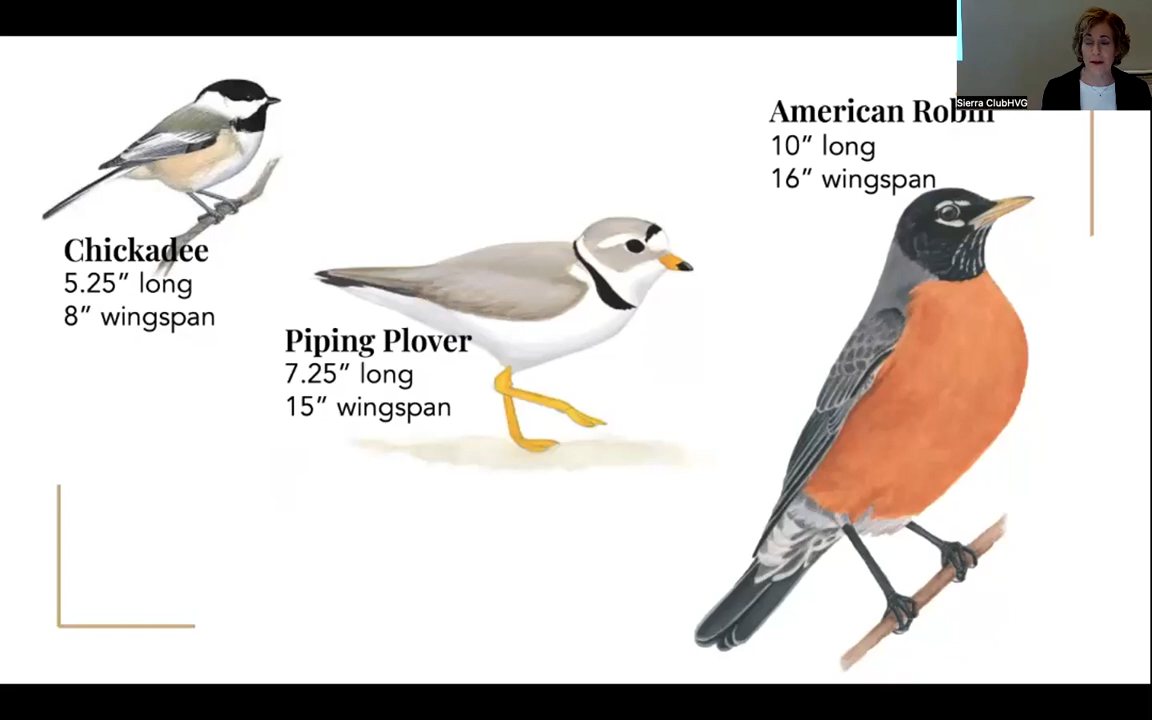 Sierra ClubHVG
American Robin
10” long
16” wingspan
Chickadee
5.25” long
8” wingspan
Piping Plover
7.25” long
15” wingspan